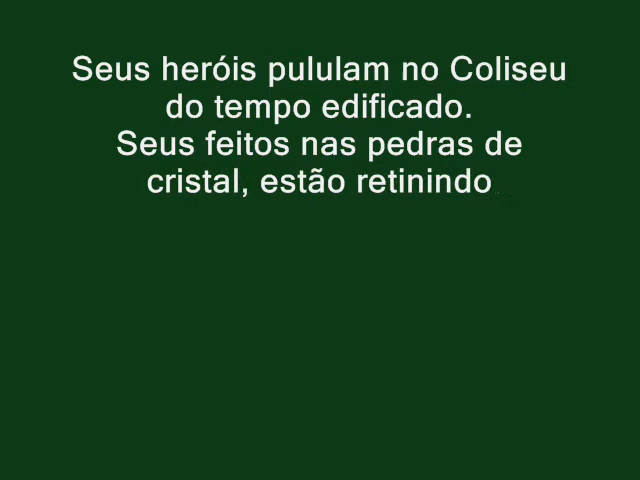 Seus heróis pululam no Coliseu
do tempo edificado.
Seus feitos nas pedras de
cristal, estão retinindo